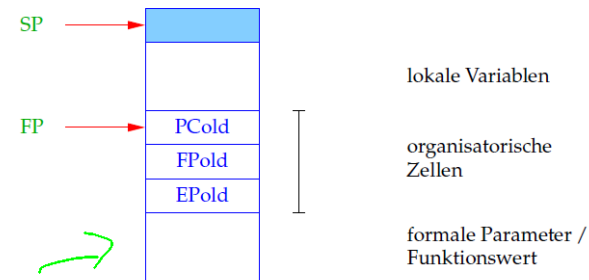 SP
lokale Variablen
FP
PCold
FPold
EPold
organisatorische
Zellen
formale Parameter /
Funktionswert